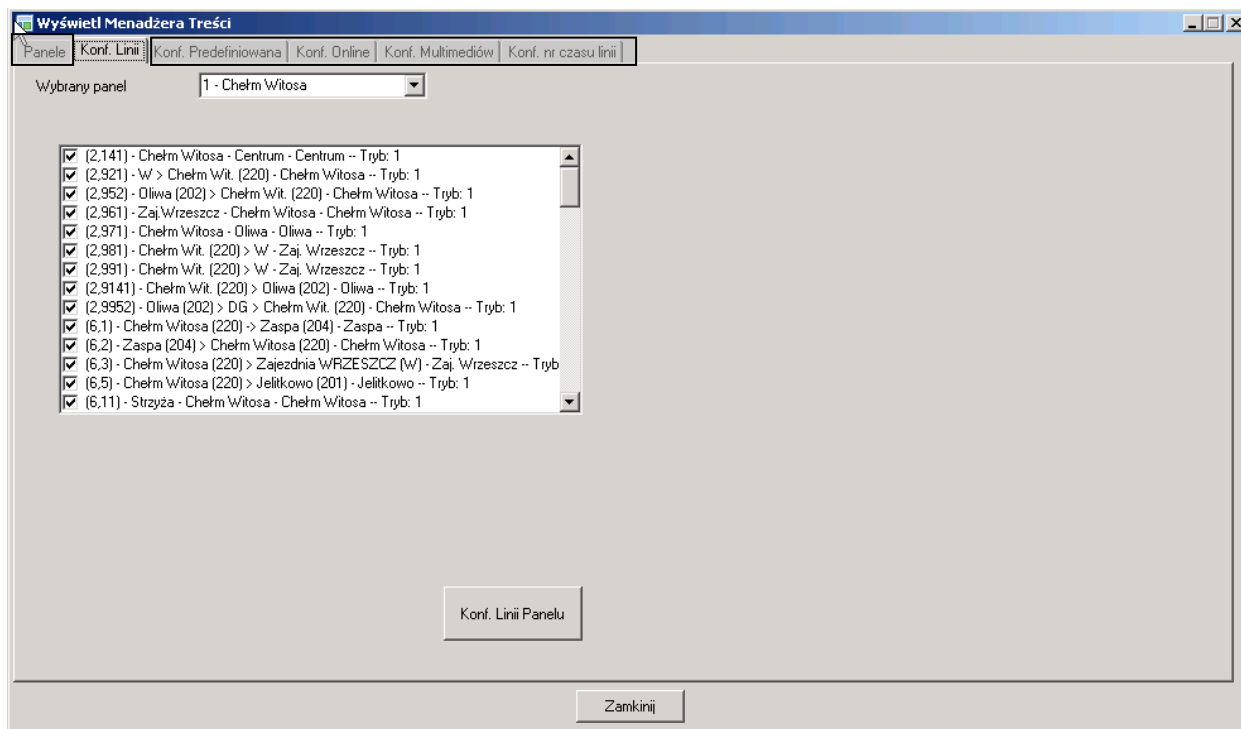 Wyświetl Menadżera Treści
Panele Konf. Linii Konf. Predefiniowana Konf. Online Konf. Multimediów Konf. nr czasu linii
Wybrany panel 1 - Chełm Witosa
(2,141) - Chełm Witosa - Centrum - Centrum -- Tryb: 1
(2,921) - W > Chełm Wit. (220) - Chełm Witosa -- Tryb: 1
(2,952) - Oliwa (202) > Chełm Wit. (220) - Chełm Witosa -- Tryb: 1
(2,961) - Zaj.Wrzeszcz - Chełm Witosa - Chełm Witosa -- Tryb: 1
(2,971) - Chełm Witosa - Oliwa - Oliwa -- Tryb: 1
(2,981) - Chełm Wit. (220) > W - Zaj. Wrzeszcz -- Tryb: 1
(2,991) - Chełm Wit. (220) > W - Zaj. Wrzeszcz -- Tryb: 1
(2,9141) - Chełm Wit. (220) > Oliwa (202) - Oliwa -- Tryb: 1
(2,9952) - Oliwa (202) > DG > Chełm Wit. (220) - Chełm Witosa -- Tryb: 1
(6,1) - Chełm Witosa (220) -> Zaspa (204) - Zaspa -- Tryb: 1
(6,2) - Zaspa (204) > Chełm Witosa (220) - Chełm Witosa -- Tryb: 1
(6,3) - Chełm Witosa (220) > Zajezdnia WRZESZCZ (W) - Zaj. Wrzeszcz -- Tryb
(6,5) - Chełm Witosa (220) > Jelitkowo (201) - Jelitkowo -- Tryb: 1
(6,11) - Strzyża - Chełm Witosa - Chełm Witosa -- Tryb: 1
Konf. Linii Panelu
Zamkinij